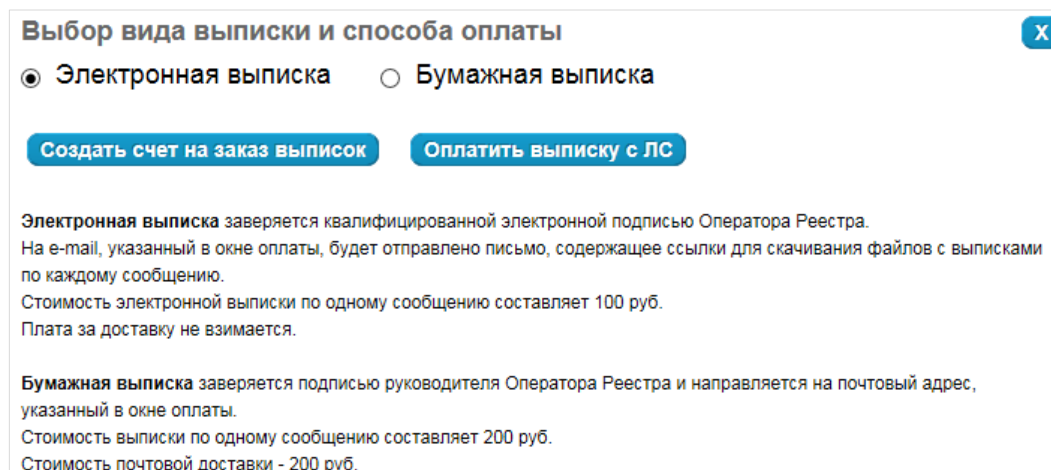 Выбор вида выписки и способа оплаты X
Электронная выписка Бумажная выписка
Создать счет на заказ выписок Оплатить выписку с ЛС
Электронная выписка заверяется квалифицированной электронной подписью Оператора Реестра.
На e-mail, указанный в окне оплаты, будет отправлено письмо, содержащее ссылки для скачивания файлов с выписками
по каждому сообщению.
Стоимость электронной выписки по одному сообщению составляет 100 руб.
Плата за доставку не взимается.
Бумажная выписка заверяется подписью руководителя Оператора Реестра и направляется на почтовый адрес,
указанный в окне оплаты.
Стоимость выписки по одному сообщению составляет 200 руб.
Стоимость почтовой доставки - 200 руб.